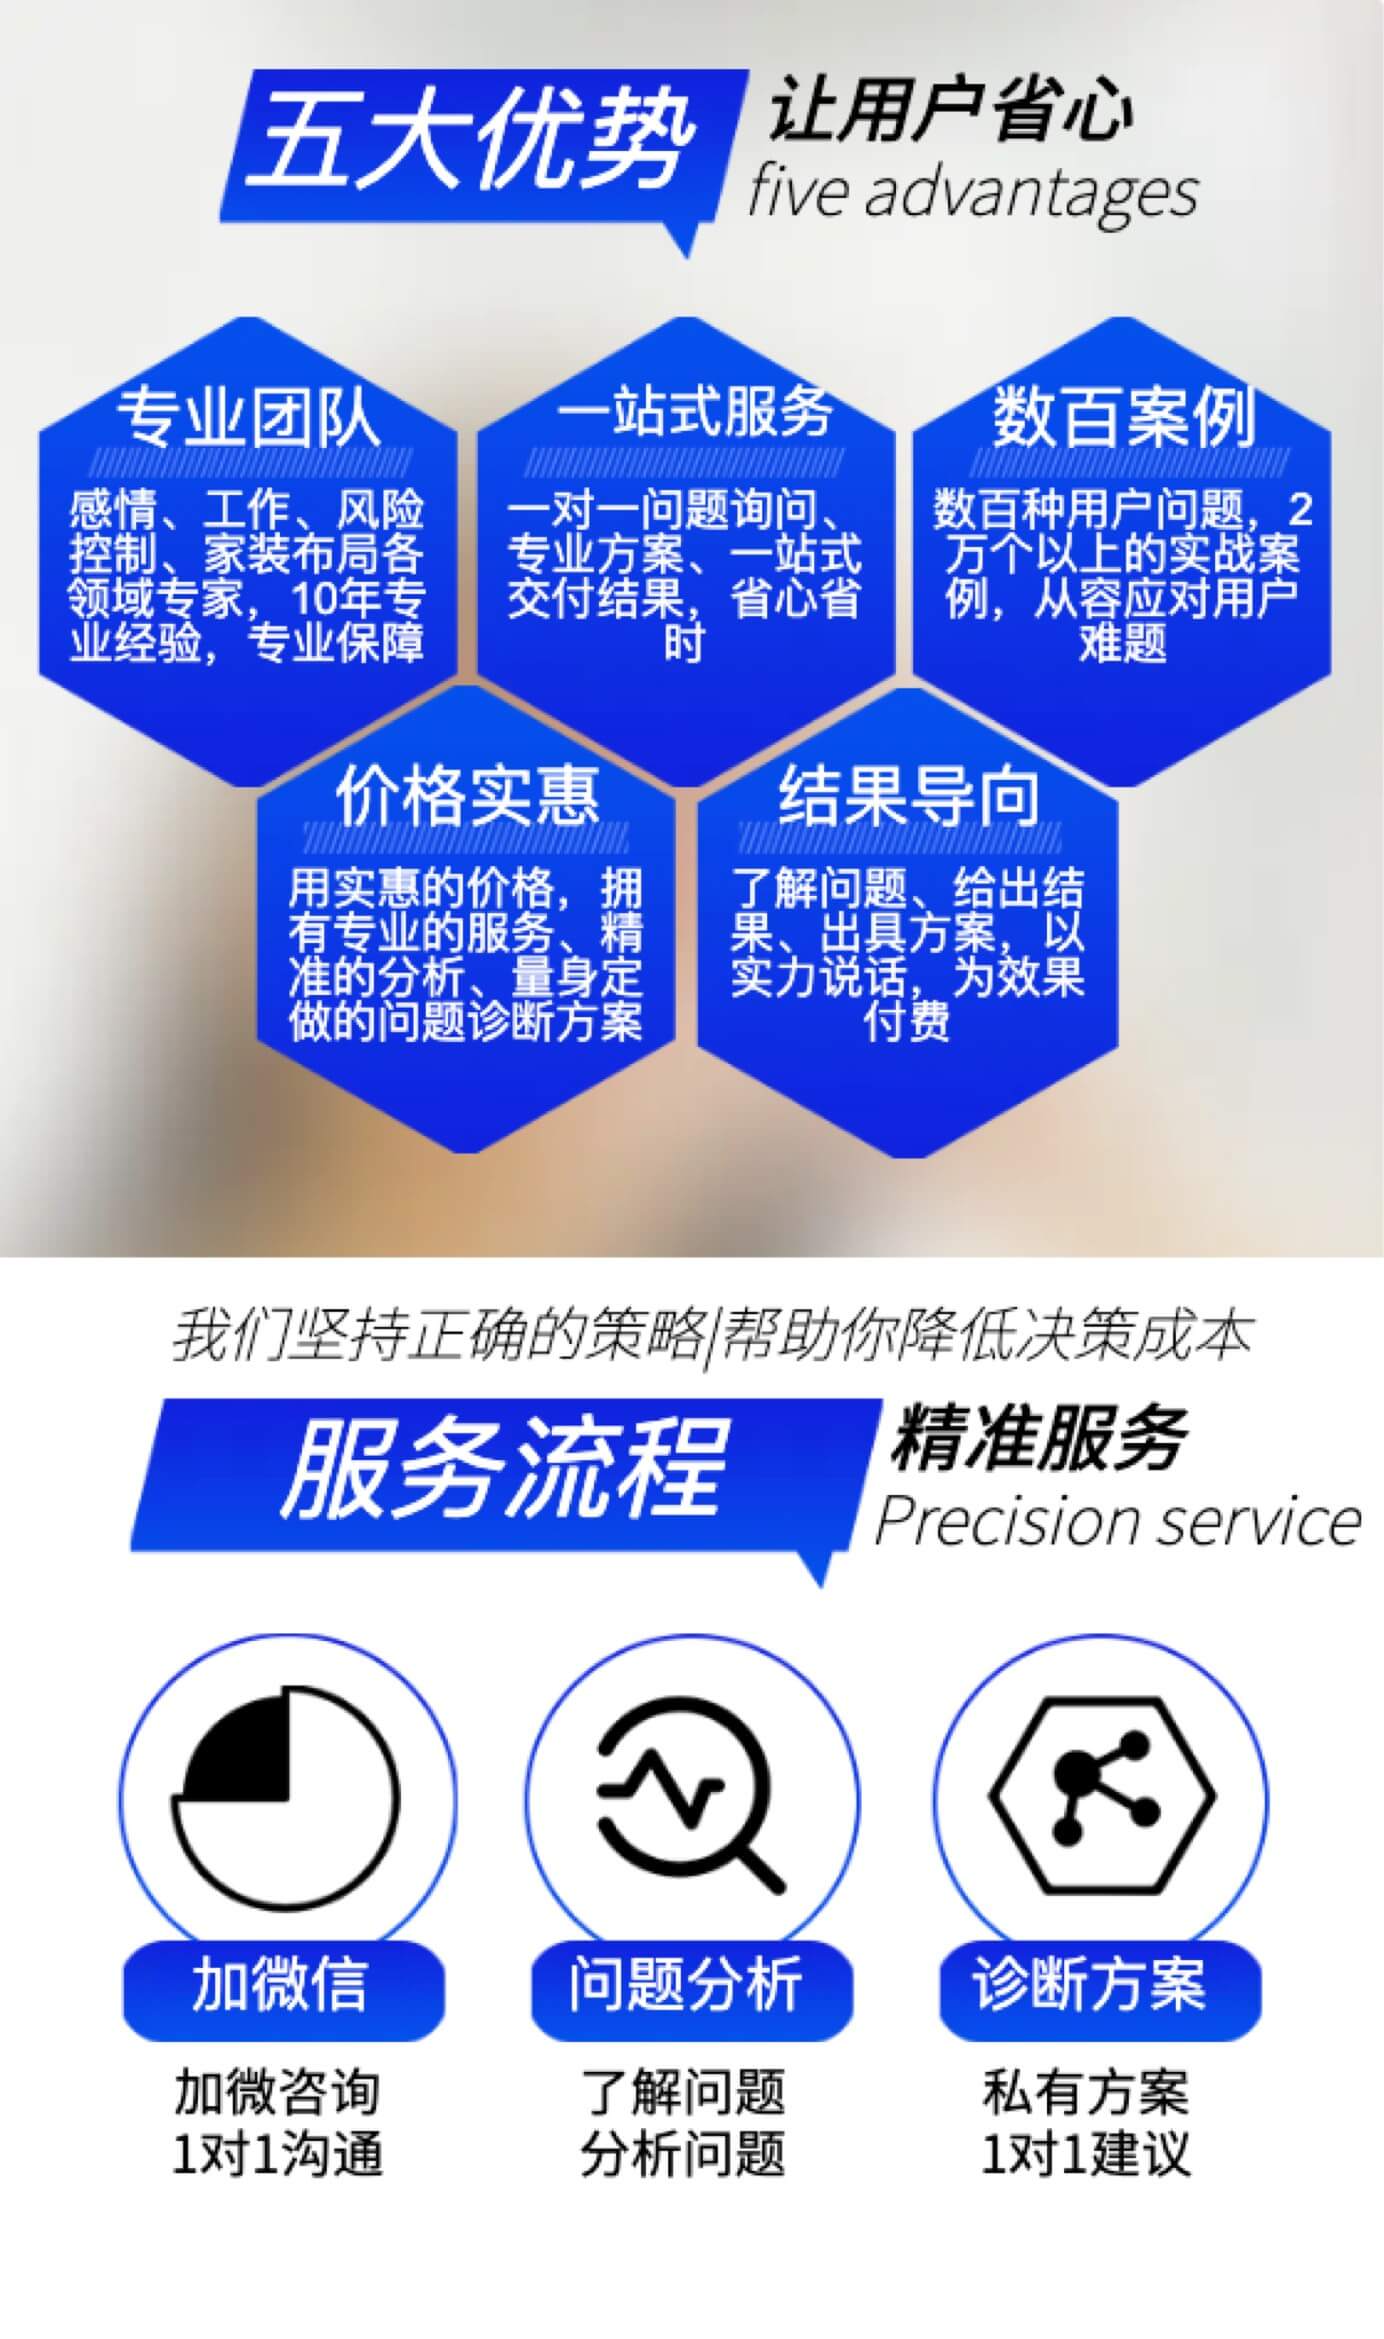 五大优势
让用户省心
five advantages
专业团队
感情、工作、风险
控制、家装布局各
领域专家，10年专
业经验，专业保障
一站式服务
一对一问题询问、
专业方案、一站式
交付结果，省心省
时
数百案例
数百种用户问题，2
万个以上的实战案
例，从容应对用户
难题
价格实惠
用实惠的价格，拥
有专业的服务、精
准的分析、量身定
做的问题诊断方案
结果导向
了解问题、给出结
果、出具方案，以
实力说话，为效果
付费
我们坚持正确的策略|帮助你降低决策成本
服务流程
精准服务
Precision service
加微信
加微咨询
1对1沟通
问题分析
了解问题
分析问题
诊断方案
私有方案
1对1建议